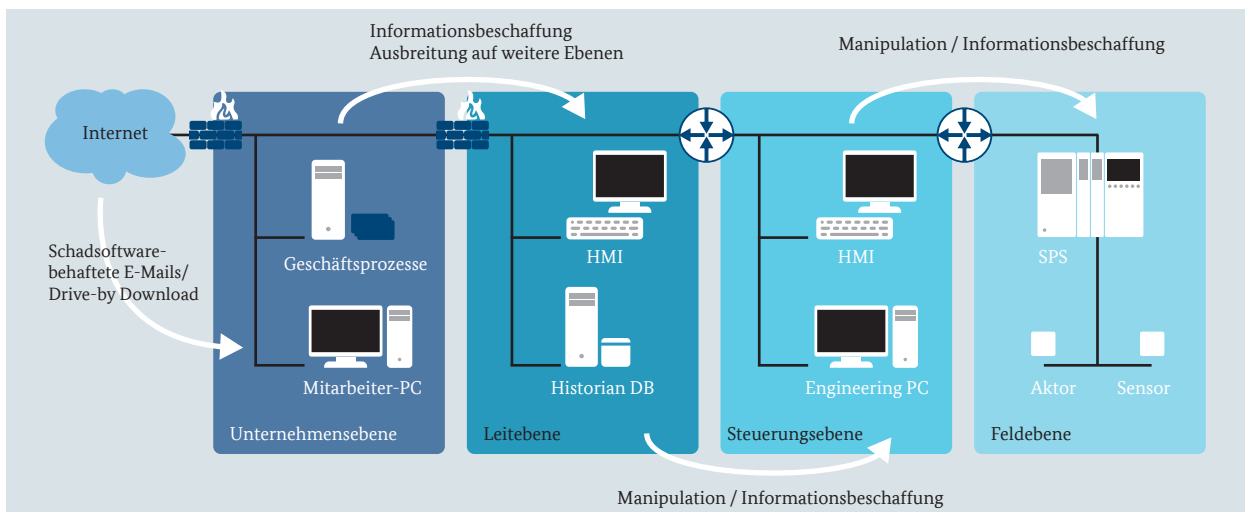 Informationsbeschaffung
Ausbreitung auf weitere Ebenen
Manipulation / Informationsbeschaffung
Internet
Schadsoftware-
behaftete E-Mails/
Drive-by Download
Geschäftsprozesse
Mitarbeiter-PC
Unternehmensebene
HMI
Historian DB
Leitebene
HMI
Engineering PC
Steuerungsebene
SPS
Aktor
Sensor
Feldebene
Manipulation / Informationsbeschaffung